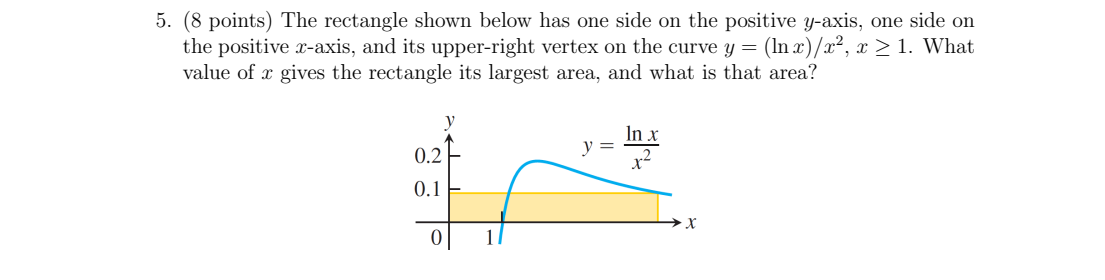 5. (8 points) The rectangle shown below has one side on the positive y-axis, one side on
the positive x-axis, and its upper-right vertex on the curve y = (ln x)/x², x ≥ 1. What
value of x gives the rectangle its largest area, and what is that area?
y
y = ln x / x²
0.2
0.1
x
0 1